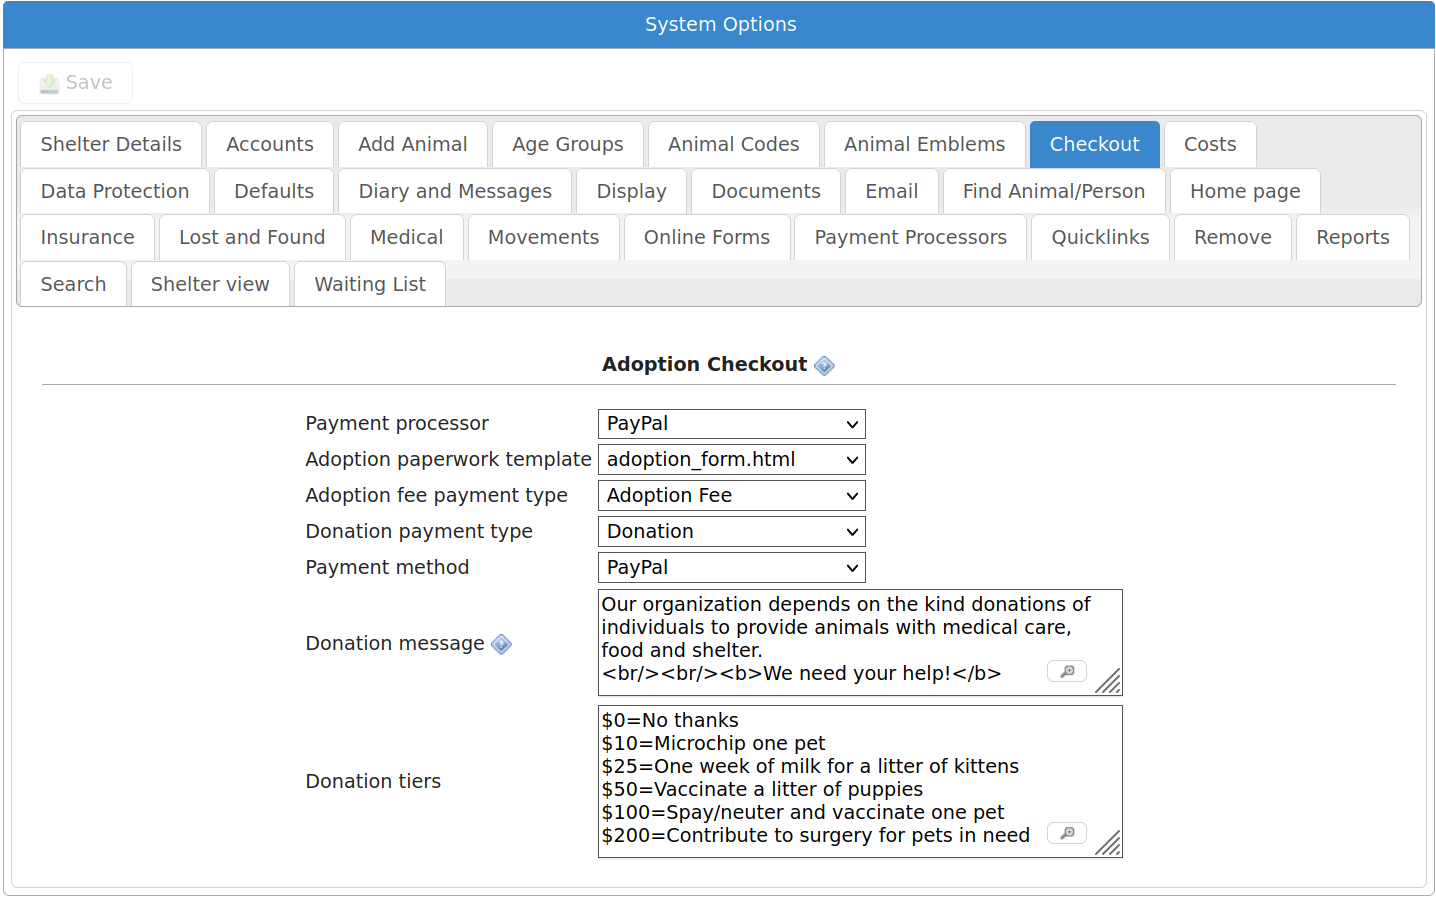 System Options
Save
Shelter Details Accounts Add Animal Age Groups Animal Codes Animal Emblems Checkout Costs
Data Protection Defaults Diary and Messages Display Documents Email Find Animal/Person Home page
Insurance Lost and Found Medical Movements Online Forms Payment Processors Quicklinks Remove Reports
Search Shelter view Waiting List
Adoption Checkout
Payment processor PayPal
Adoption paperwork template adoption_form.html
Adoption fee payment type Adoption Fee
Donation payment type Donation
Payment method PayPal
Donation message
Our organization depends on the kind donations of
individuals to provide animals with medical care,
food and shelter.
<br/><br/><b>We need your help!</b>
Donation tiers
$0=No thanks
$10=Microchip one pet
$25=One week of milk for a litter of kittens
$50=Vaccinate a litter of puppies
$100=Spay/neuter and vaccinate one pet
$200=Contribute to surgery for pets in need